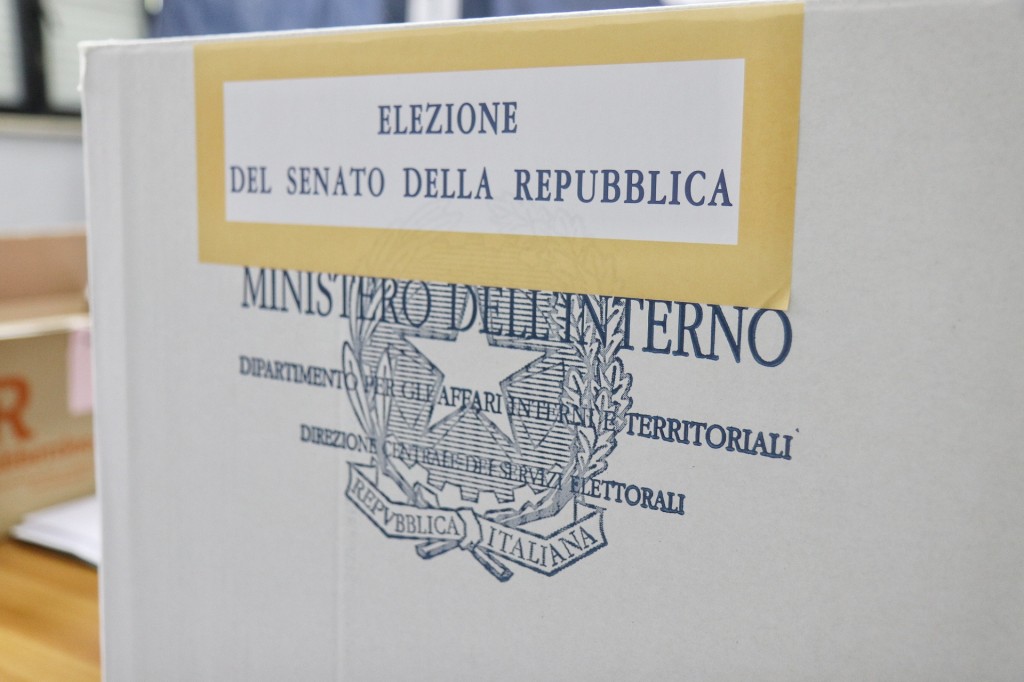 ELEZIONE
DEL SENATO DELLA REPUBBLICA
MINISTERO DELL'INTERNO
DIPARTIMENTO PER GLI AFFARI INTERNI E TERRITORIALI
DIREZIONE CENTRALE DEI SERVIZI ELETTORALI
REPVBBLICA ITALIANA
R